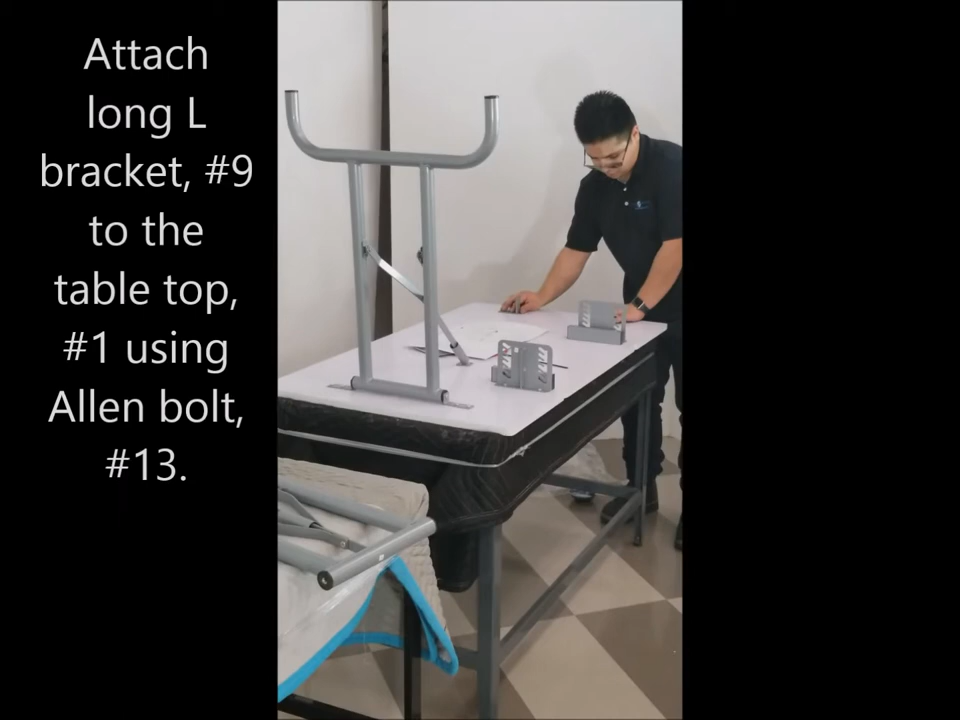 Attach
long L
bracket, #9
to the
table top,
#1 using
Allen bolt,
#13.